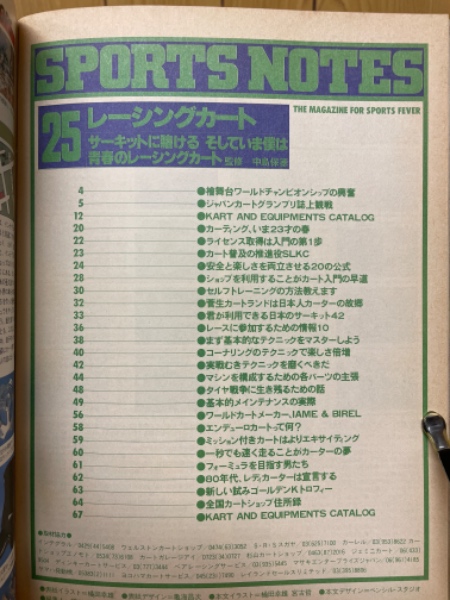 SPORTS NOTES
THE MAGAZINE FOR SPORTS FEVER
25 レーシングカート
サーキットに賭ける そしていま僕は
青春のレーシングカート 監修 中島保
4 ●檜舞台ワールドチャンピオンシップの興奮
5 ●ジャパンカートグランプリ誌上観戦
12 ●KART AND EQUIPMENTS CATALOG
20 ●カーティング、いま23才の春
22 ●ライセンス取得は入門の第1歩
23 ●カート普及の推進役SLKC
24 ●安全と楽しさを両立させる20の公式
28 ●ショップを利用することがカート入門の早道
30 ●セルフトレーニングの方法教えます
32 ●菅生カートランドは日本人カーターの故郷
33 ●君が利用できる日本のサーキット42
36 ●レースに参加するための情報10
38 ●まず基本的なテクニックをマスターしよう
40 ●コーナリングのテクニックで楽しさ倍増
42 ●実戦むきテクニックを磨くべきだ
44 ●マシンを構成するための各パーツの主張
48 ●タイヤ戦争に生き残るための話
49 ●基本的メインテナンスの実際
56 ●ワールドカートメーカー、IAME & BIREL
58 ●エンデューロカートって何?
59 ●ミッション付きカートはよりエキサイティング
60 ●一秒でも速く走ることがカーターの夢
61 ●フォーミュラを目指す男たち
62 ●80年代、レディカーターは宣言する
63 ●新しい試みゴールデンKトロフィー
64 ●全国カートショップ住所録
67 ●KART AND EQUIPMENTS CATALOG
●取材協力●